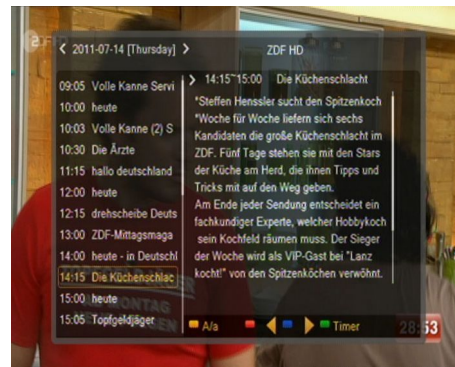 ZDF
2011-07-14 [Thursday]
ZDF HD
09:05 Volle Kanne Servi
10:00 heute
10:03 Volle Kanne (2) S
10:30 Die Ärzte
11:15 hallo deutschland
12:00 heute
12:15 drehscheibe Deuts
13:00 ZDF-Mittagsmaga
14:00 heute - in Deutschl
14:15 Die Küchenschlac
15:00 heute
15:05 Topfgeldjäger
14:15~15:00 Die Küchenschlacht
"Steffen Henssler sucht den Spitzenkoch
"Woche für Woche liefern sich sechs
Kandidaten die große Küchenschlacht im
ZDF. Fünf Tage stehen sie mit den Stars
der Küche am Herd, die ihnen Tipps und
Tricks mit auf den Weg geben.
Am Ende jeder Sendung entscheidet ein
fachkundiger Experte, welcher Hobbykoch
sein Kochfeld räumen muss. Der Sieger
der Woche wird als VIP-Gast bei "Lanz
kocht!" von den Spitzenköchen verwöhnt.
MONTAG
A/a
Timer
28:53